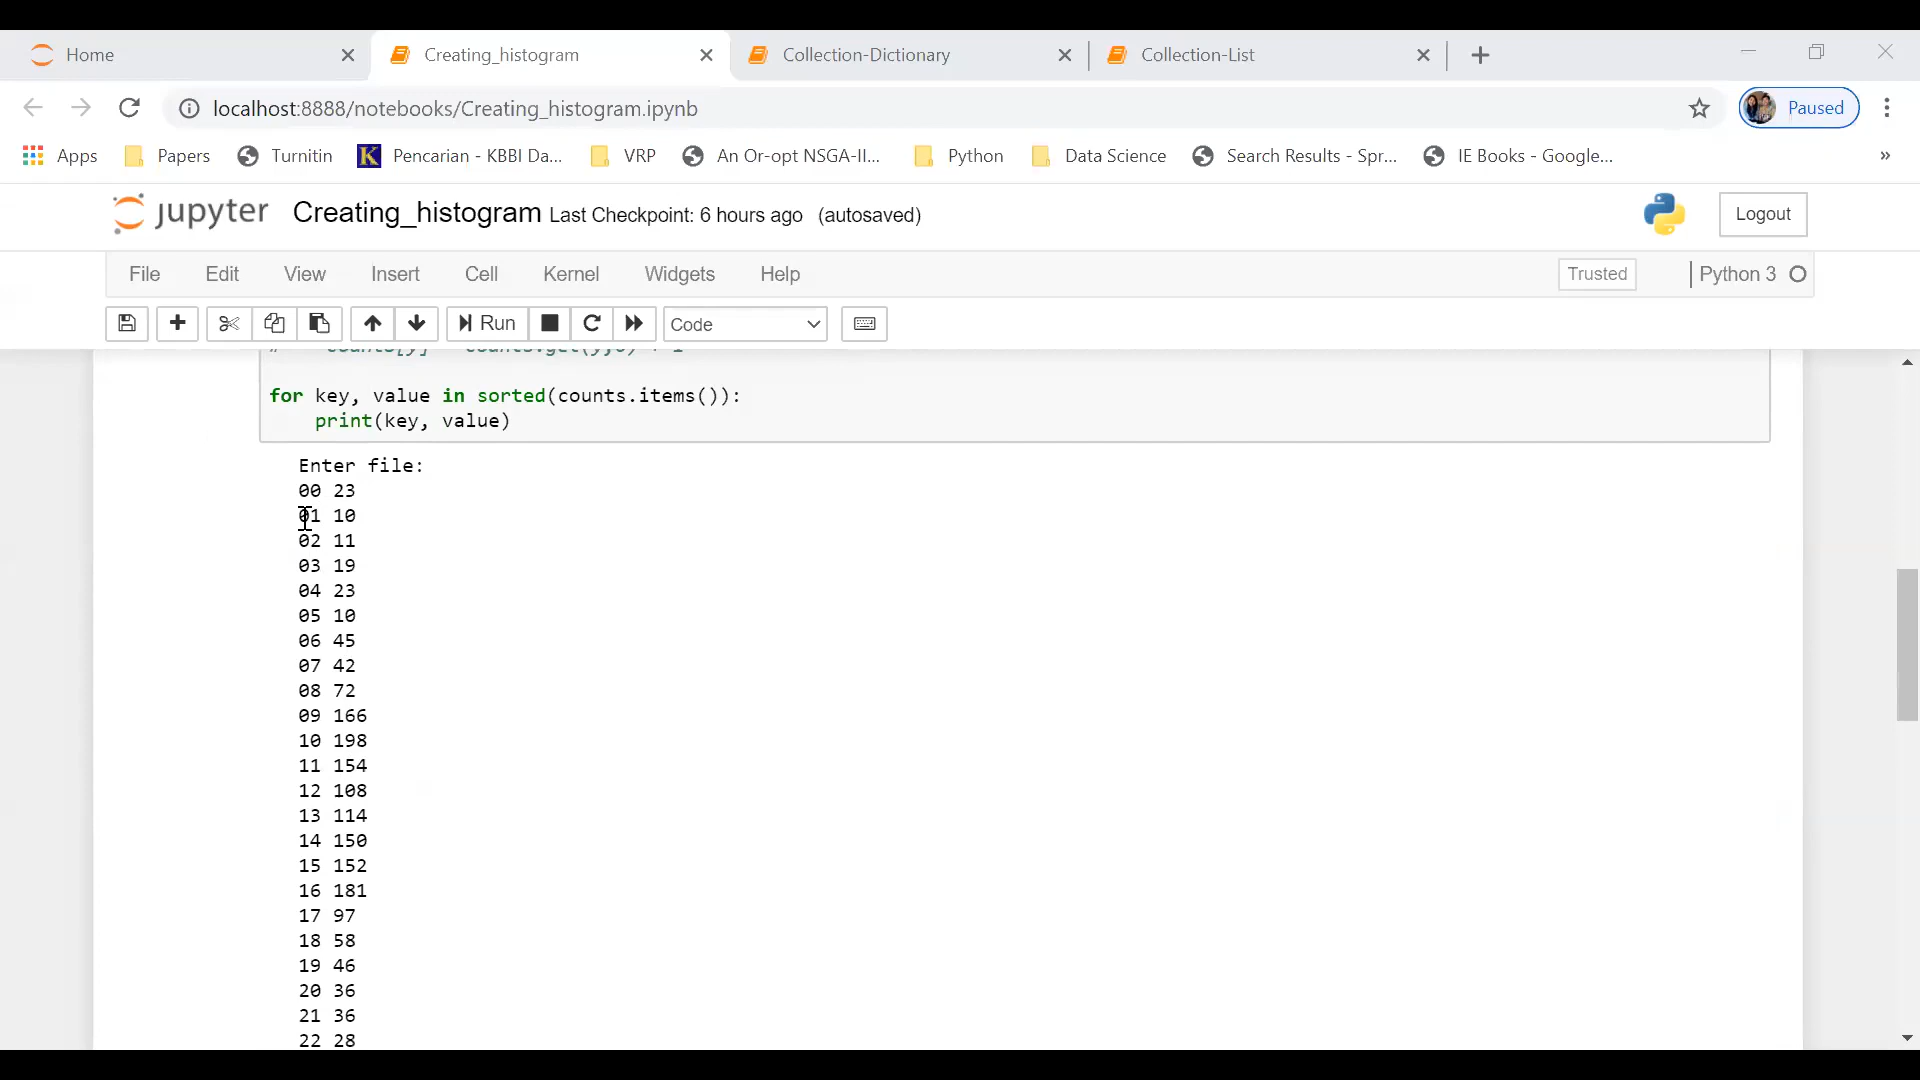 Home
Creating_histogram
Collection-Dictionary
Collection-List
localhost:8888/notebooks/Creating_histogram.ipynb
Paused
Apps
Papers
Turnitin
Pencarian - KBBI Da...
VRP
An Or-opt NSGA-II...
Python
Data Science
Search Results - Spr...
IE Books - Google...
»
jupyter Creating_histogram Last Checkpoint: 6 hours ago (autosaved)
Logout
File Edit View Insert Cell Kernel Widgets Help
Trusted
Python 3
Run
Code
for key, value in sorted(counts.items()):
print(key, value)
Enter file:
00 23
01 10
02 11
03 19
04 23
05 10
06 45
07 42
08 72
09 166
10 198
11 154
12 108
13 114
14 150
15 152
16 181
17 97
18 58
19 46
20 36
21 36
22 28